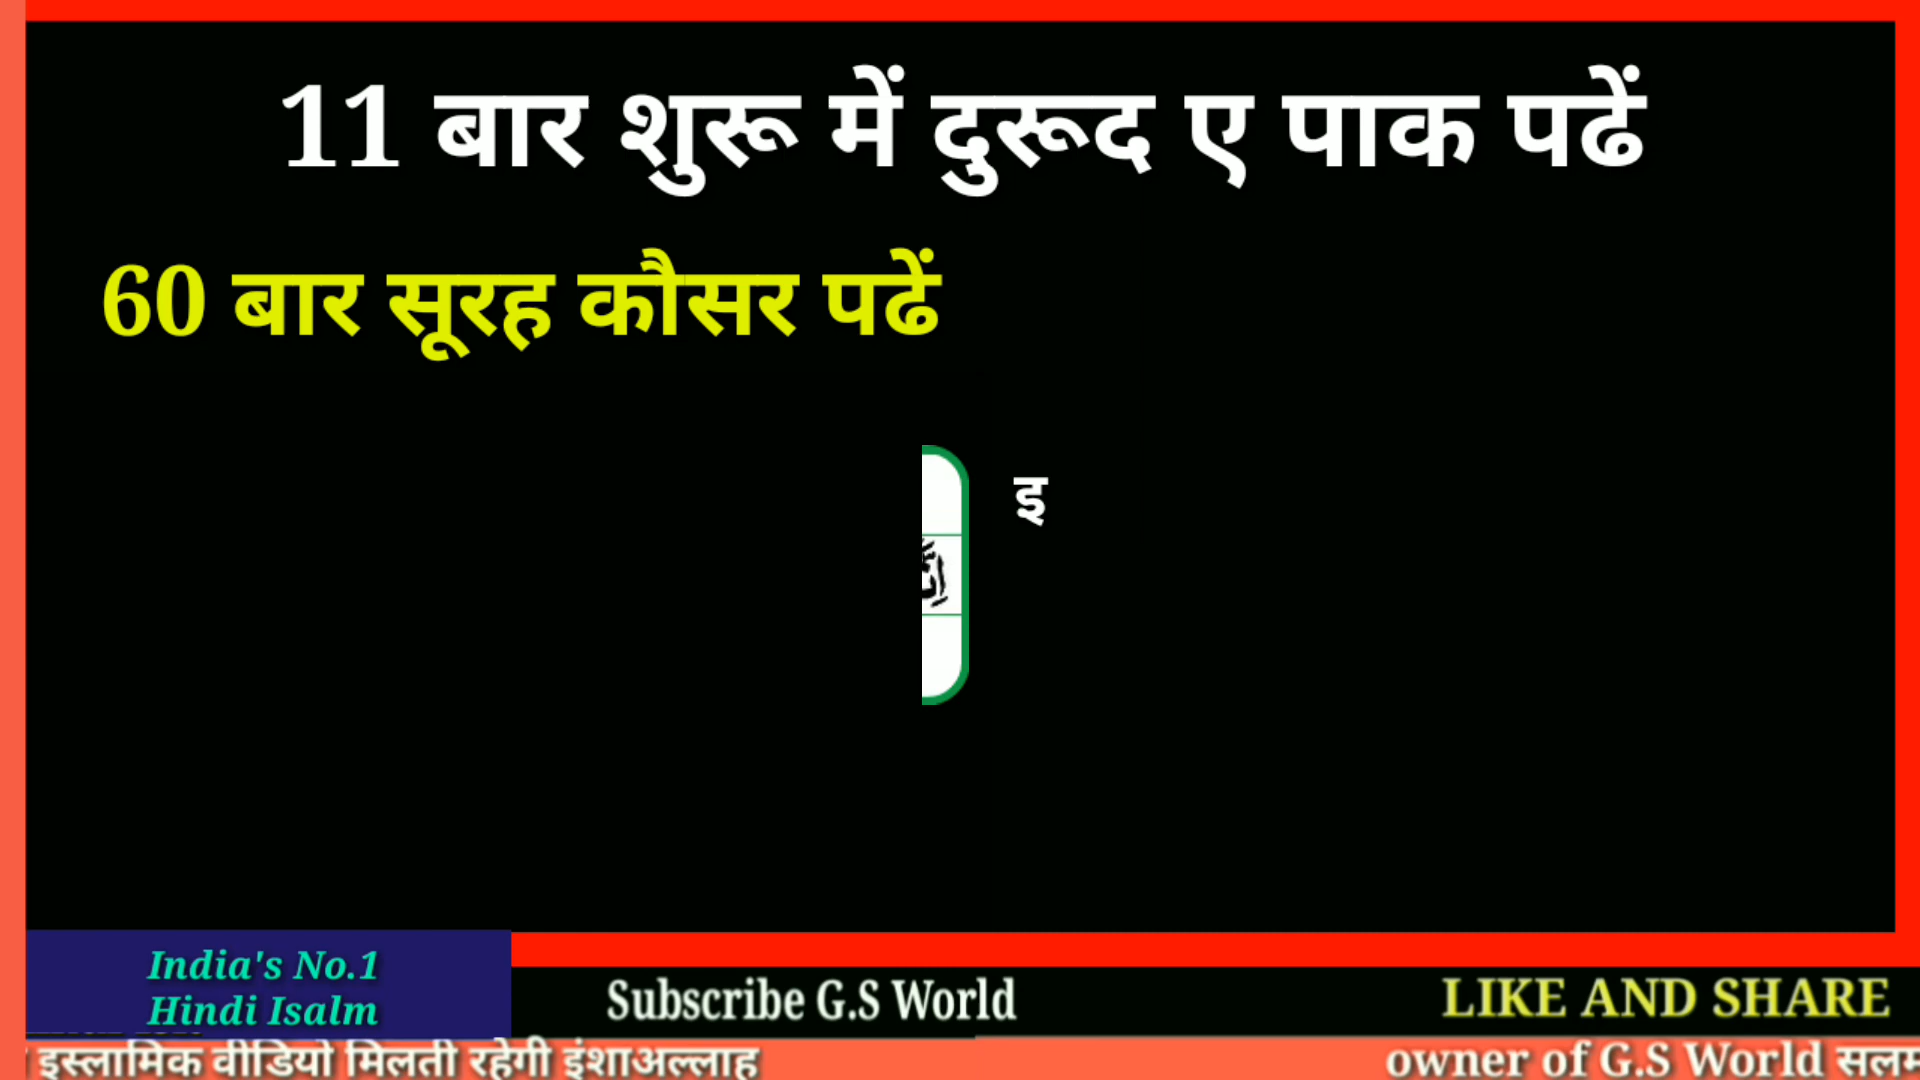 11 बार शुरू में दुरूद ए पाक पढें
60 बार सूरह कौसर पढें
इ
India's No.1
Hindi Isalm
Subscribe G.S World
LIKE AND SHARE
इस्लामिक वीडियो मिलती रहेगी इंशाअल्लाह
owner of G.S World